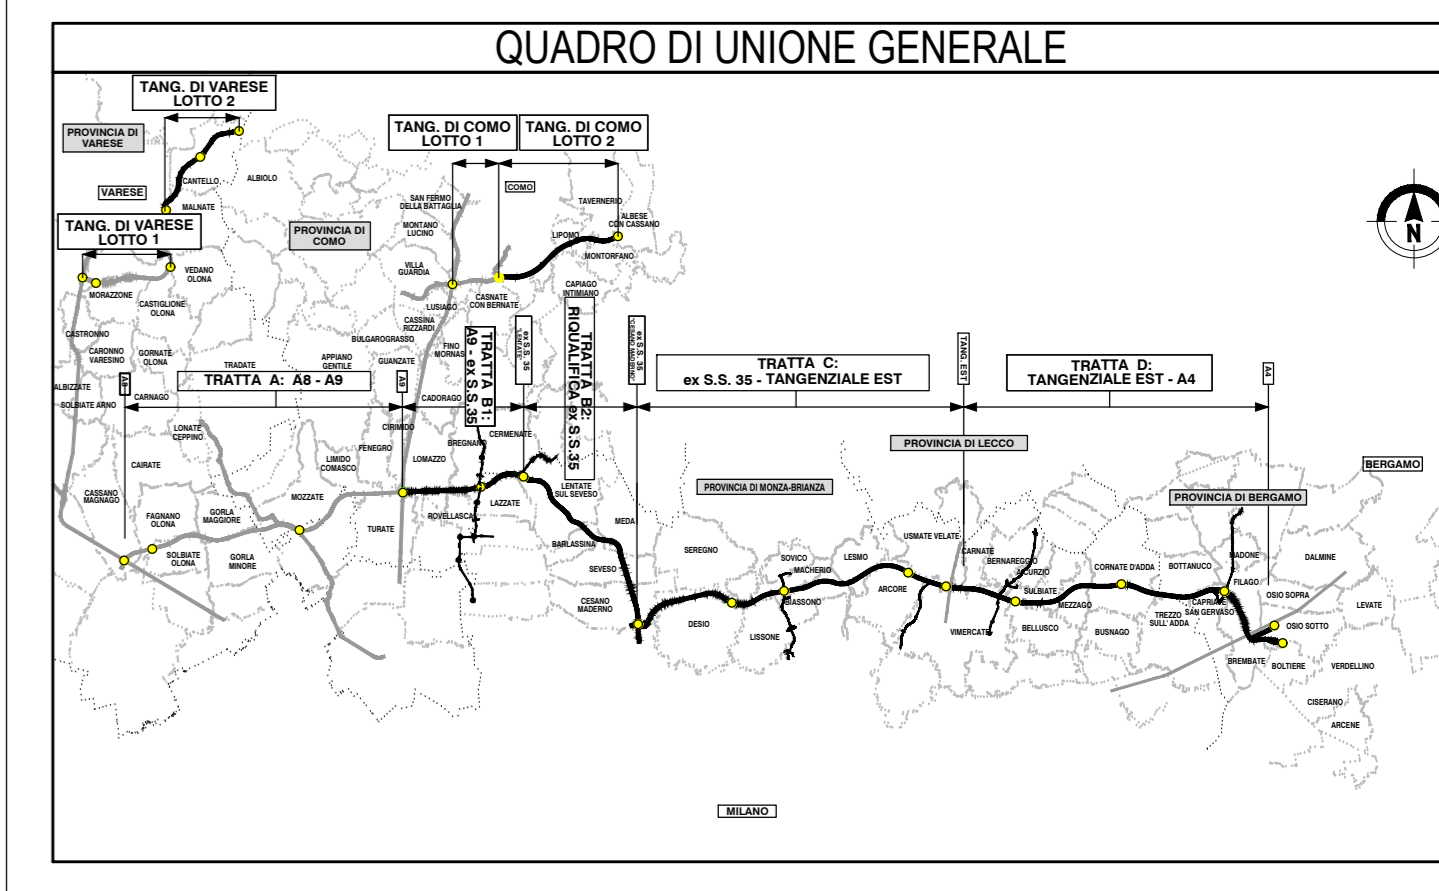 QUADRO DI UNIONE GENERALE
TANG. DI VARESE
LOTTO 2
PROVINCIA DI
VARESE
TANG. DI COMO
LOTTO 1
TANG. DI COMO
LOTTO 2
CANTELLO
ALBIOLO
VARESE
MALNATE
COMO
SAN FERMO
DELLA BATTAGLIA
TAVERNERIO
ALBESE
CON CASSANO
TANG. DI VARESE
LOTTO 1
PROVINCIA DI
COMO
MONTANO
LUCINO
LIPOMO
MONTORFANO
N
VEDANO
OLONA
VILLA
GUARDIA
MORAZZONE
CASTIGLIONE
OLONA
LUSIAGO
CASNATE
CON BERNATE
CAPIAGO
INTIMIANO
CASTRONNO
CASSINA
RIZZARDI
BULGAROGRASSO
CARONNO
VARESINO
GORNATE
OLONA
TRADATE
APPIANO
GENTILE
GUANZATE
FINO
MORNAS
TRATTA B1:
A9 - ex S.S.35
ex S.S. 35
"LENTATE"
TRATTA B2:
RIQUALIFICA ex S.S.35
ex S.S. 35
"CESANO MADERNO"
TRATTA C:
ex S.S. 35 - TANGENZIALE EST
TANG. EST
TRATTA D:
TANGENZIALE EST - A4
A4
ALBIZZATE
SOLBIATE ARNO
A8
CARNAGO
TRATTA A: A8 - A9
A9
CADORAGO
LONATE
CEPPINO
CIRIMIDO
FENEGRO
BREGNANO
CERMENATE
PROVINCIA DI LECCO
CAIRATE
LIMIDO
COMASCO
LOMAZZO
BERGAMO
CASSANO
MAGNAGO
MOZZATE
LAZZATE
LENTATE
SUL SEVESO
PROVINCIA DI MONZA-BRIANZA
PROVINCIA DI BERGAMO
FAGNANO
OLONA
GORLA
MAGGIORE
TURATE
ROVELLASCA
MEDA
SOLBIATE
OLONA
GORLA
MINORE
BARLASSINA
SEVESO
SEREGNO
SOVICO
MACHERIO
LESMO
USMATE VELATE
CARNATE
BERNAREGGIO
AICURZIO
CORNATE D'ADDA
BOTTANUCO
MADONE
DALMINE
FILAGO
CESANO
MADERNO
DESIO
BIASSONO
LISSONE
ARCORE
VIMERCATE
SULBIATE
MEZZAGO
BELLUSCO
BUSNAGO
TREZZO
SULL' ADDA
CAPRIATE
SAN GERVASO
OSIO SOPRA
LEVATE
OSIO SOTTO
BREMBATE
BOLTIERE
VERDELLINO
CISERANO
ARCENE
MILANO